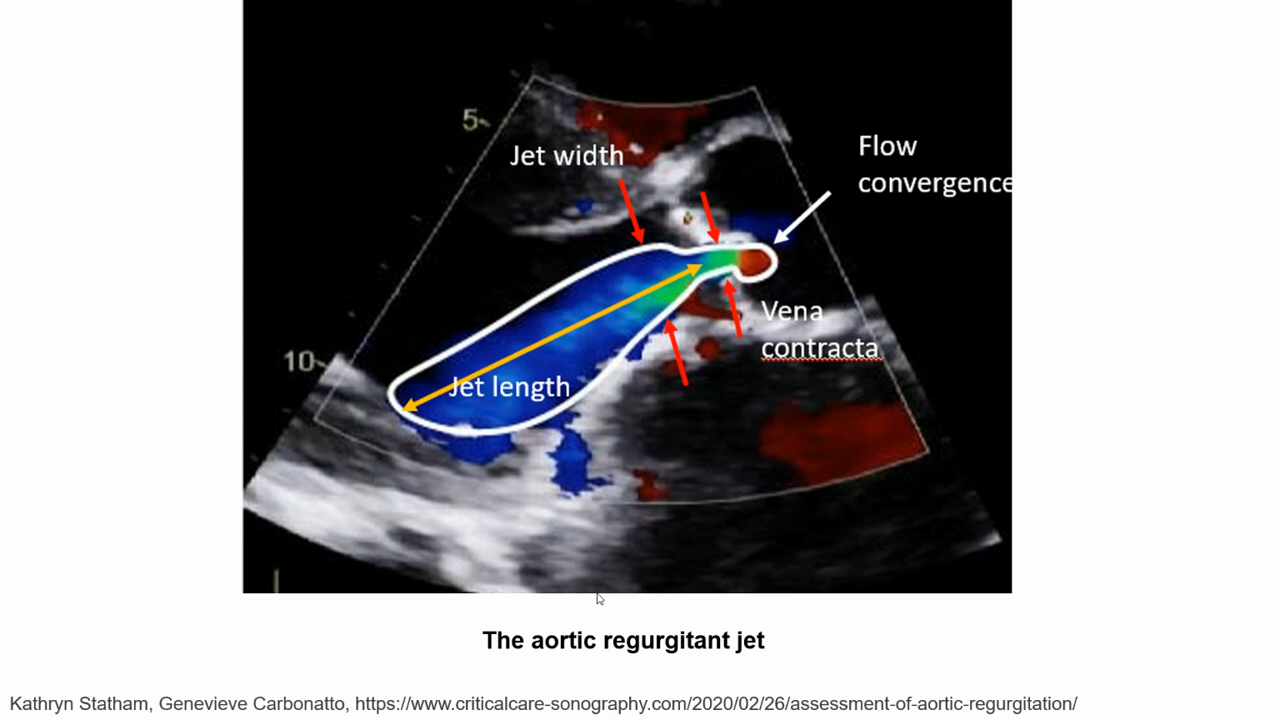 5
Jet width
Flow
convergence
Vena
contracta
10
Jet length
The aortic regurgitant jet
Kathryn Statham, Genevieve Carbonatto, https://www.criticalcare-sonography.com/2020/02/26/assessment-of-aortic-regurgitation/